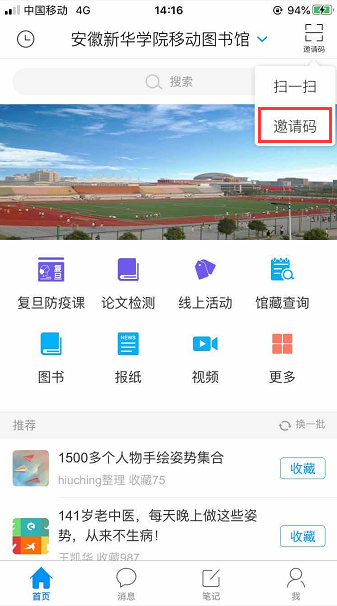 中国移动 4G 14:16 94%
安徽新华学院移动图书馆
邀请码
搜索
扫一扫
邀请码
复旦
复旦防疫课 论文检测 线上活动 馆藏查询
NEWS
图书 报纸 视频 更多
推荐 换一批
1500多个人物手绘姿势集合
hiuching整理 收藏75
收藏
141岁老中医，每天晚上做这些姿
势，从来不生病！
王凯华 收藏987
收藏
首页 消息 笔记 我